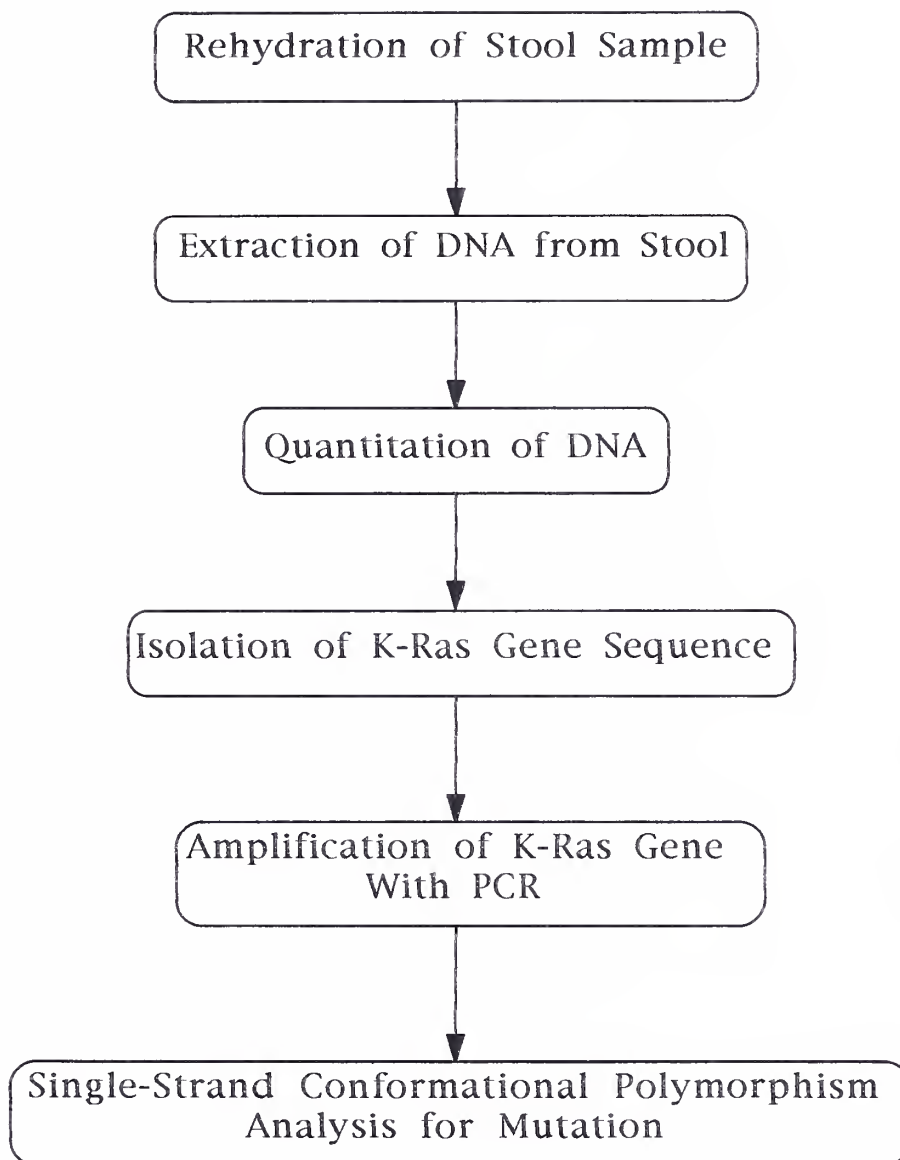 Rehydration of Stool Sample
Extraction of DNA from Stool
Quantitation of DNA
Isolation of K-Ras Gene Sequence
Amplification of K-Ras Gene
With PCR
Single-Strand Conformational Polymorphism
Analysis for Mutation